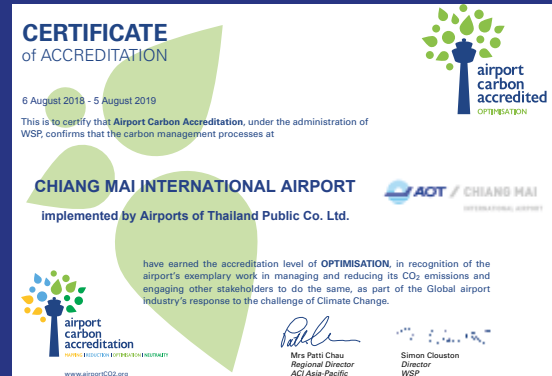 CERTIFICATE
of ACCREDITATION
airport
carbon
accredited
OPTIMISATION
6 August 2018 - 5 August 2019
This is to certify that Airport Carbon Accreditation, under the administration of
WSP, confirms that the carbon management processes at
CHIANG MAI INTERNATIONAL AIRPORT
implemented by Airports of Thailand Public Co. Ltd.
AOT / CHIANG MAI
INTERNATIONAL AIRPORT
have earned the accreditation level of OPTIMISATION, in recognition of the
airport's exemplary work in managing and reducing its CO₂ emissions and
engaging other stakeholders to do the same, as part of the Global airport
industry's response to the challenge of Climate Change.
airport
carbon
accreditation
MAPPING | REDUCTION | OPTIMISATION | NEUTRALITY
www.airportCO2.org
Mrs Patti Chau
Regional Director
ACI Asia-Pacific
Simon Clouston
Director
WSP